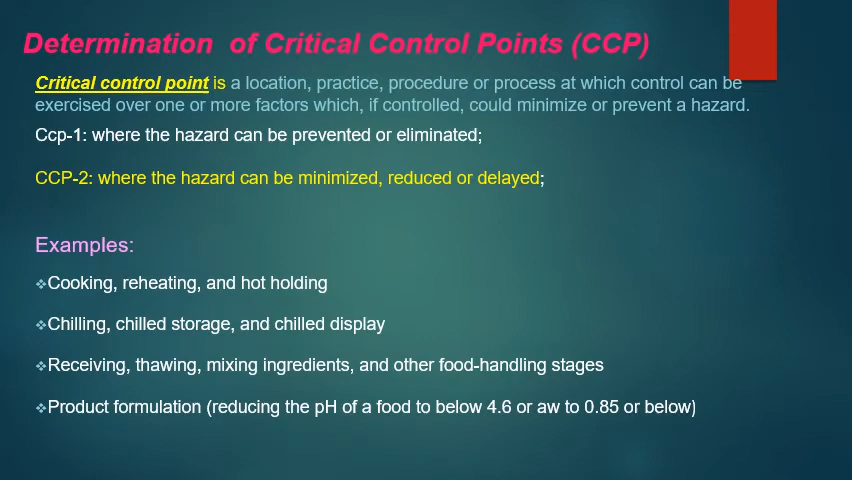 Determination of Critical Control Points (CCP)
Critical control point is a location, practice, procedure or process at which control can be
exercised over one or more factors which, if controlled, could minimize or prevent a hazard.
Ccp-1: where the hazard can be prevented or eliminated;
CCP-2: where the hazard can be minimized, reduced or delayed;
Examples:
❖Cooking, reheating, and hot holding
❖Chilling, chilled storage, and chilled display
❖Receiving, thawing, mixing ingredients, and other food-handling stages
❖Product formulation (reducing the pH of a food to below 4.6 or aw to 0.85 or below)